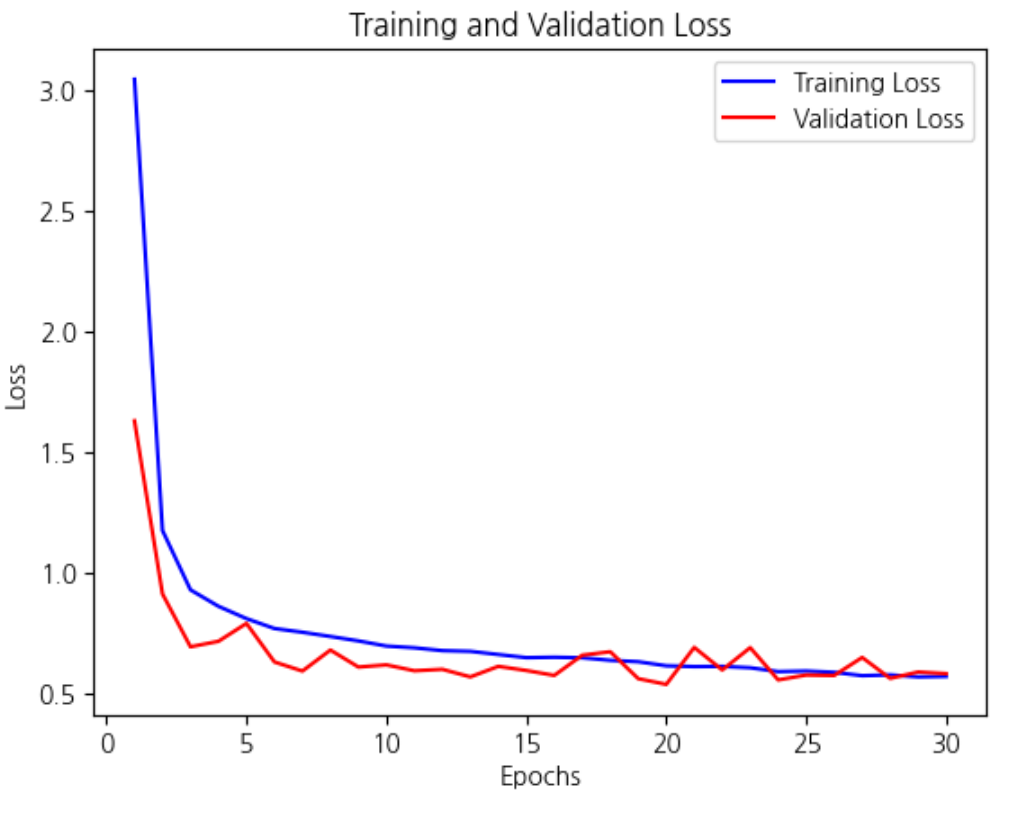 Training and Validation Loss
Training Loss
Validation Loss
3.0
2.5
2.0
1.5
1.0
0.5
Loss
0 5 10 15 20 25 30
Epochs